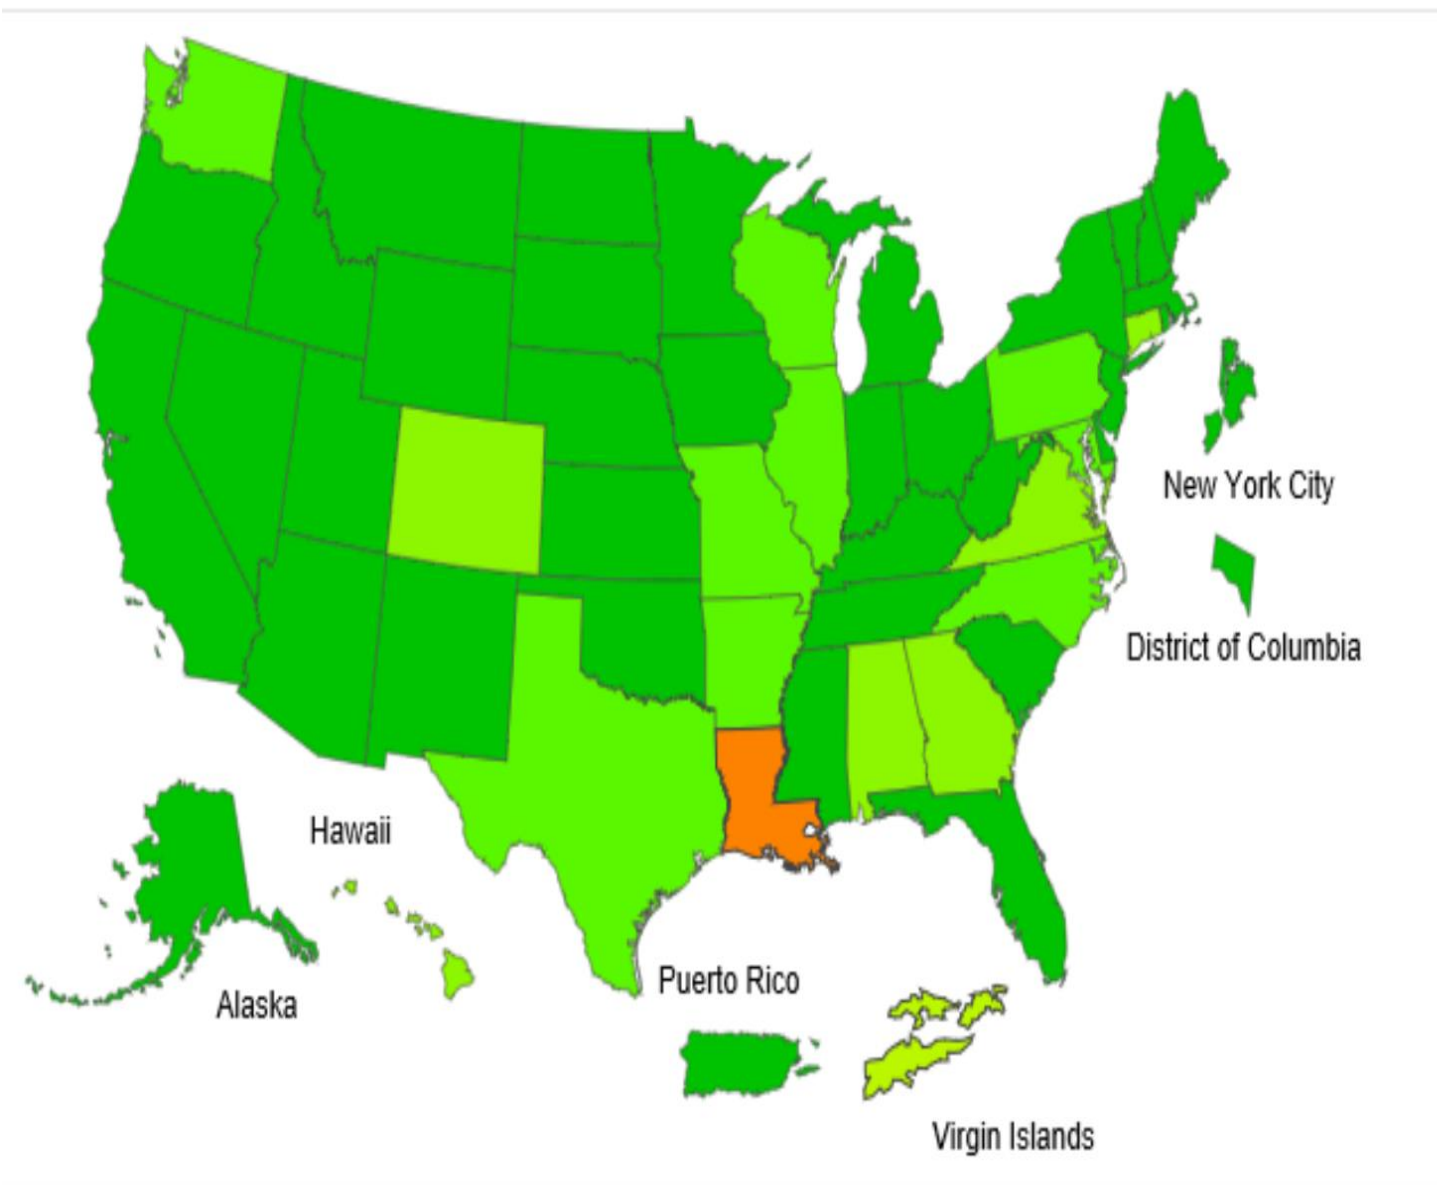 New York City
District of Columbia
Hawaii
Alaska
Puerto Rico
Virgin Islands